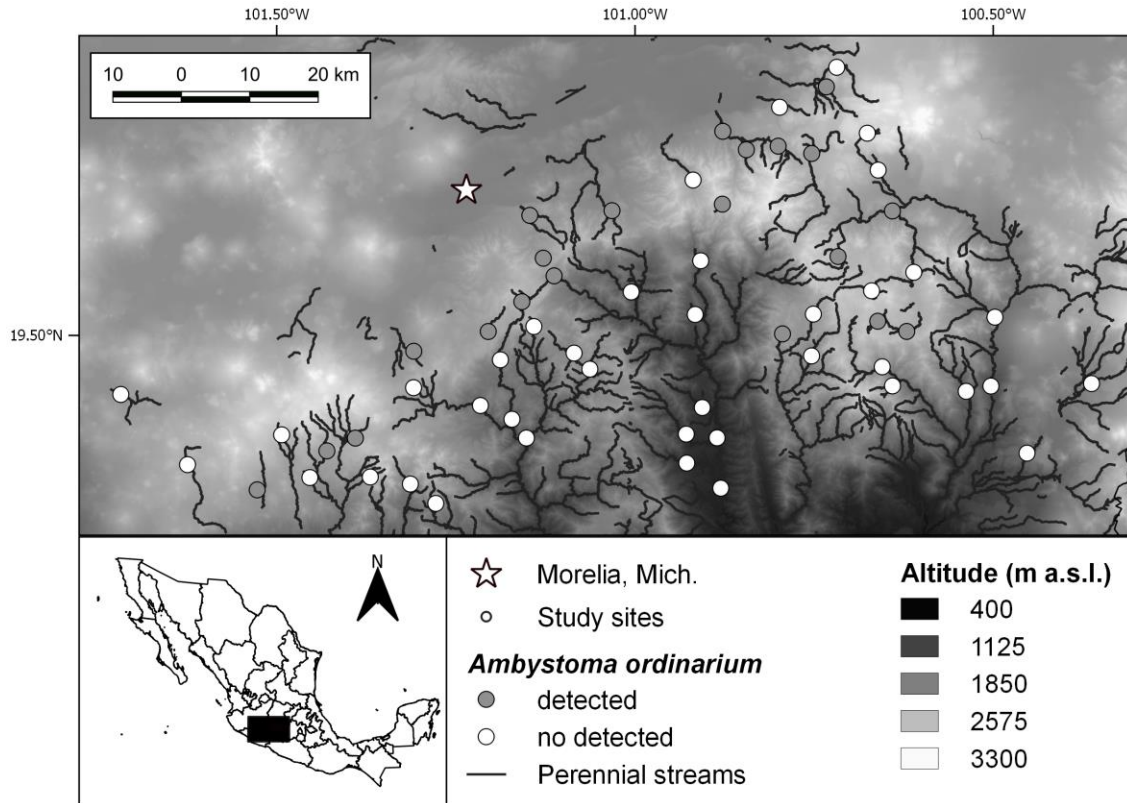 101.50°W 101.00°W 100.50°W
10 0 10 20 km
19.50°N
N
Morelia, Mich.
Study sites
Ambystoma ordinarium
detected
no detected
Perennial streams
Altitude (m a.s.l.)
400
1125
1850
2575
3300